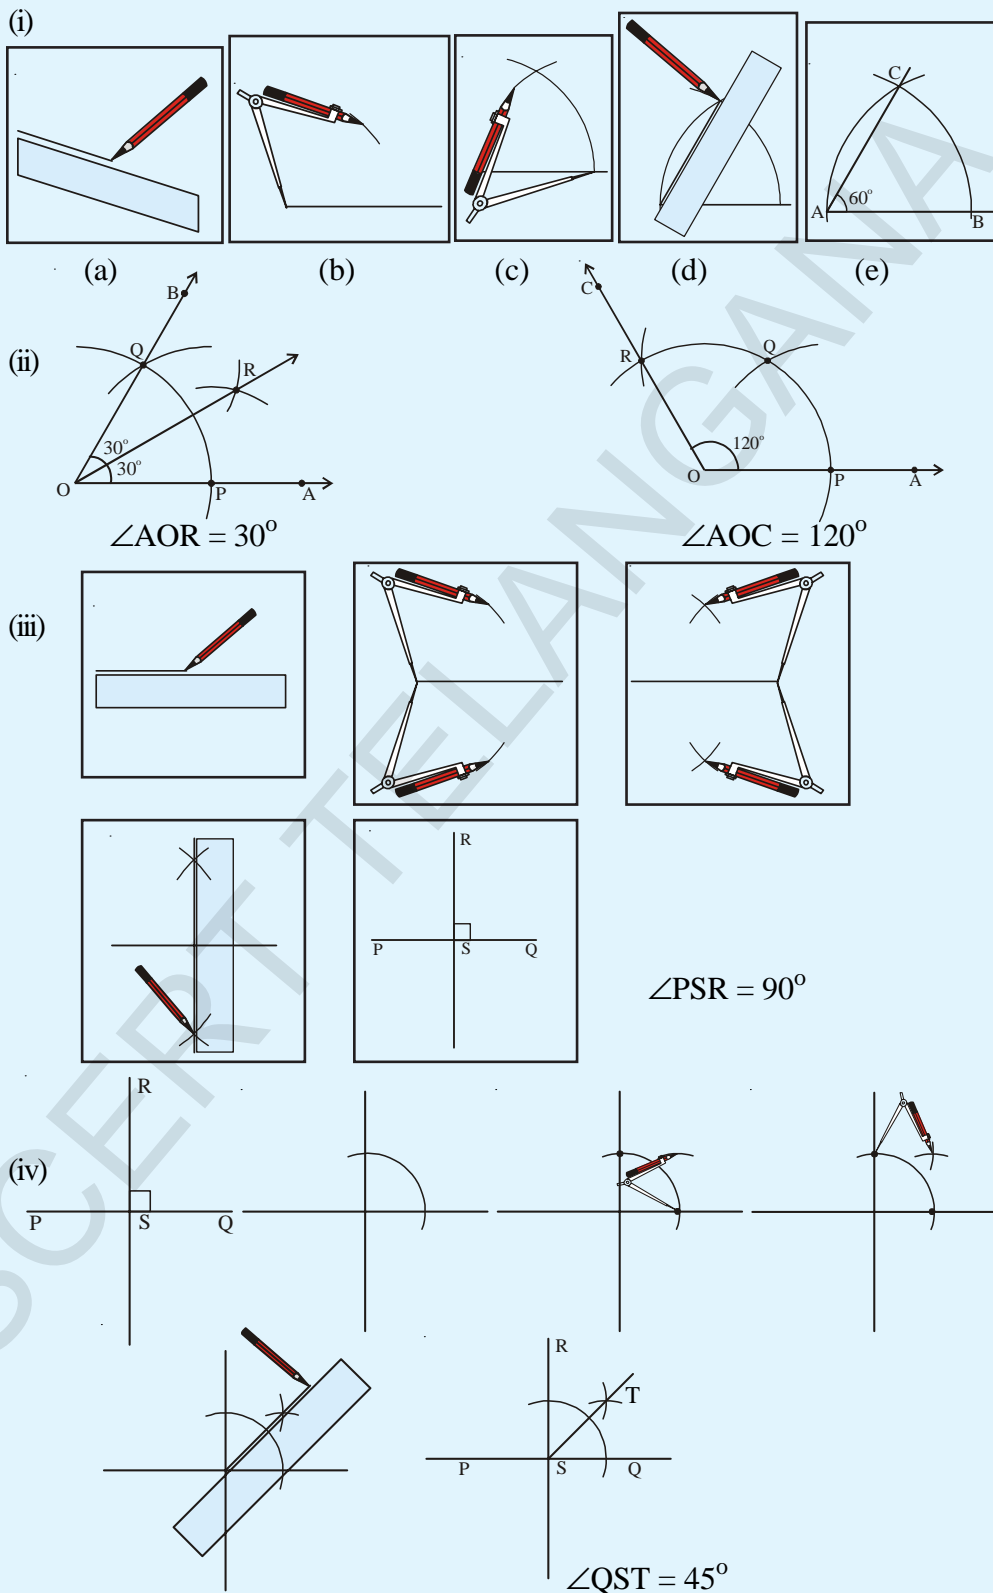 (i)
C
60°
A
B
(a) (b) (c) (d) (e)
(ii)
B
Q
R
30°
30°
O
P
A
∠AOR = 30°
C
R
Q
120°
O
P
A
∠AOC = 120°
(iii)
R
P
S
Q
∠PSR = 90°
(iv)
R
P
S
Q
R
T
P
S
Q
∠QST = 45°
SCERT TELANGANA